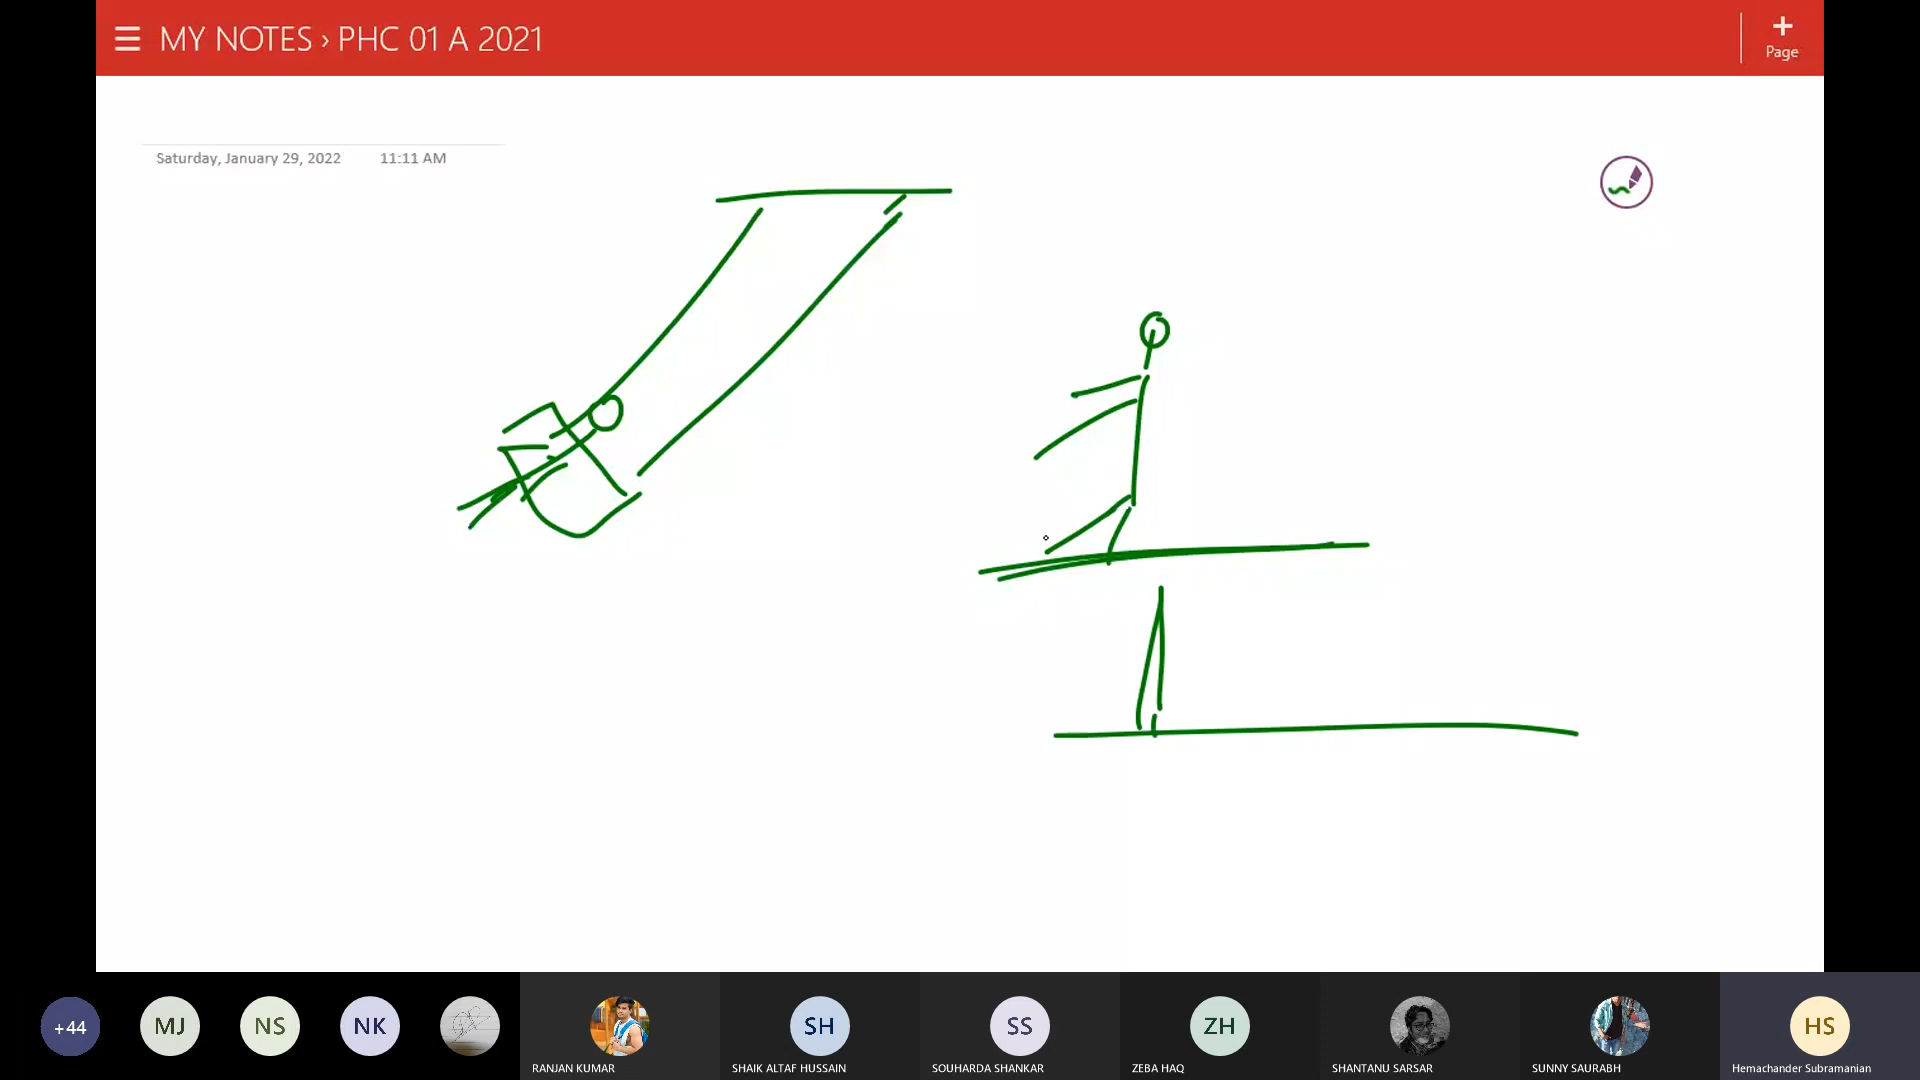 MY NOTES › PHC 01 A 2021
+
Page
Saturday, January 29, 2022 11:11 AM
+44
MJ
NS
NK
SH
SS
ZH
HS
RANJAN KUMAR
SHAIK ALTAF HUSSAIN
SOUHARDA SHANKAR
ZEBA HAQ
SHANTANU SARSAR
SUNNY SAURABH
Hemachander Subramanian